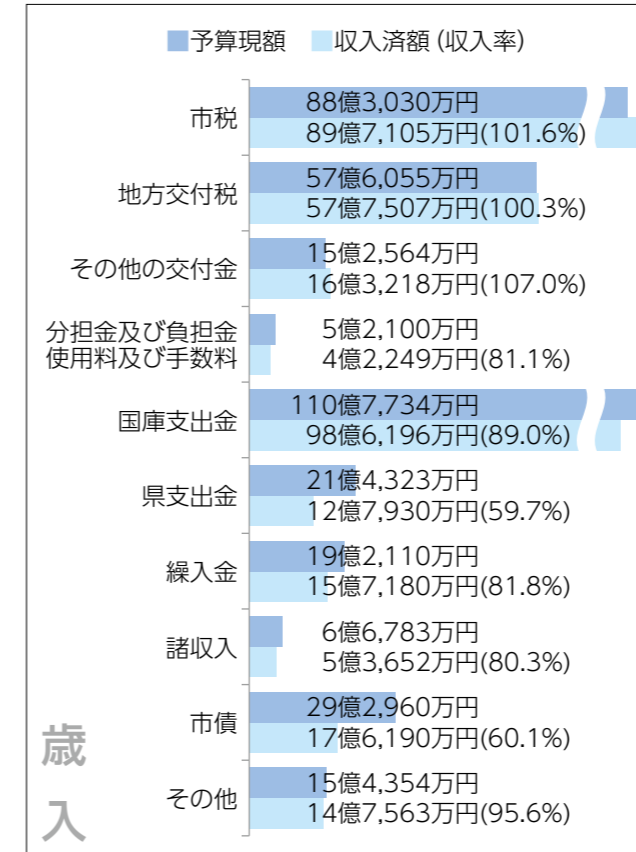 予算現額 収入済額(収入率)
市税
88億3,030万円
89億7,105万円(101.6%)
地方交付税
57億6,055万円
57億7,507万円(100.3%)
その他の交付金
15億2,564万円
16億3,218万円(107.0%)
分担金及び負担金
使用料及び手数料
5億2,100万円
4億2,249万円(81.1%)
国庫支出金
110億7,734万円
98億6,196万円(89.0%)
県支出金
21億4,323万円
12億7,930万円(59.7%)
繰入金
19億2,110万円
15億7,180万円(81.8%)
諸収入
6億6,783万円
5億3,652万円(80.3%)
市債
29億2,960万円
17億6,190万円(60.1%)
その他
15億4,354万円
14億7,563万円(95.6%)
歳入